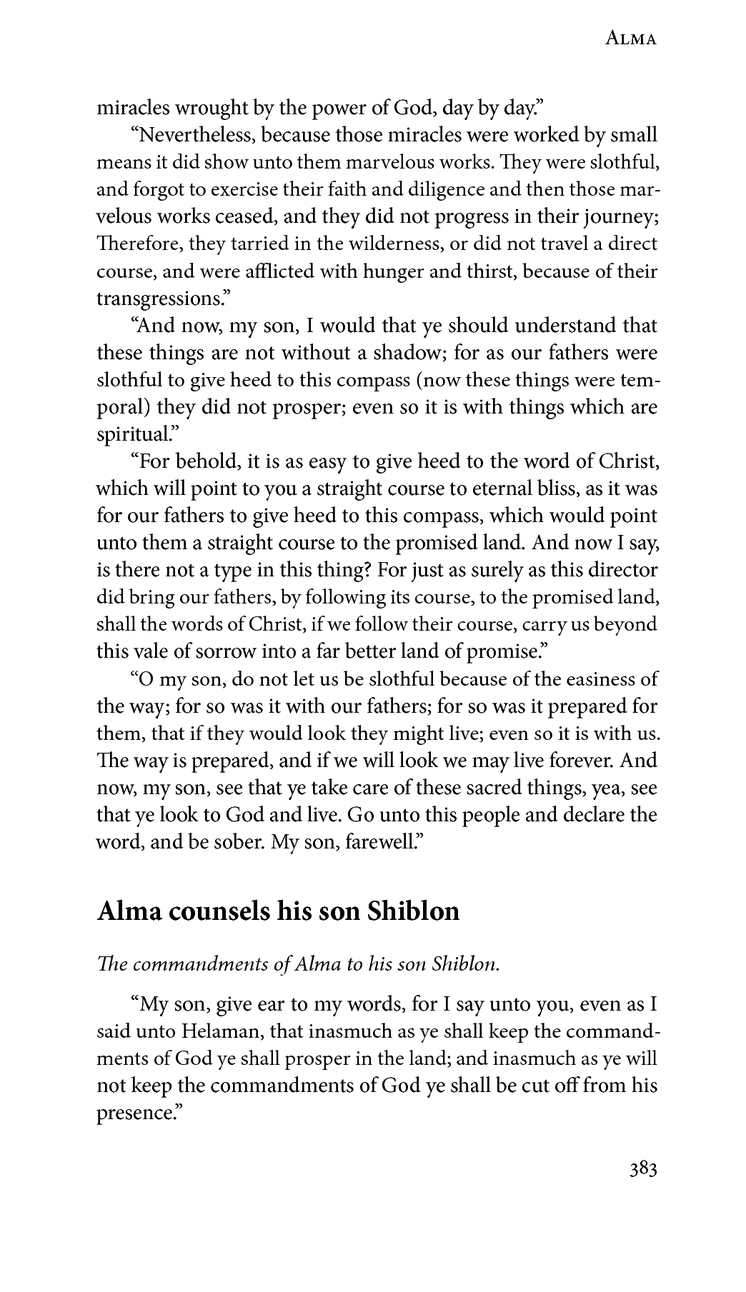 Alma
miracles wrought by the power of God, day by day.”
“Nevertheless, because those miracles were worked by small
means it did show unto them marvelous works. They were slothful,
and forgot to exercise their faith and diligence and then those mar-
velous works ceased, and they did not progress in their journey;
Therefore, they tarried in the wilderness, or did not travel a direct
course, and were afflicted with hunger and thirst, because of their
transgressions.”
“And now, my son, I would that ye should understand that
these things are not without a shadow; for as our fathers were
slothful to give heed to this compass (now these things were tem-
poral) they did not prosper; even so it is with things which are
spiritual.”
“For behold, it is as easy to give heed to the word of Christ,
which will point to you a straight course to eternal bliss, as it was
for our fathers to give heed to this compass, which would point
unto them a straight course to the promised land. And now I say,
is there not a type in this thing? For just as surely as this director
did bring our fathers, by following its course, to the promised land,
shall the words of Christ, if we follow their course, carry us beyond
this vale of sorrow into a far better land of promise.”
“O my son, do not let us be slothful because of the easiness of
the way; for so was it with our fathers; for so was it prepared for
them, that if they would look they might live; even so it is with us.
The way is prepared, and if we will look we may live forever. And
now, my son, see that ye take care of these sacred things, yea, see
that ye look to God and live. Go unto this people and declare the
word, and be sober. My son, farewell.”
Alma counsels his son Shiblon
The commandments of Alma to his son Shiblon.
“My son, give ear to my words, for I say unto you, even as I
said unto Helaman, that inasmuch as ye shall keep the command-
ments of God ye shall prosper in the land; and inasmuch as ye will
not keep the commandments of God ye shall be cut off from his
presence.”
383